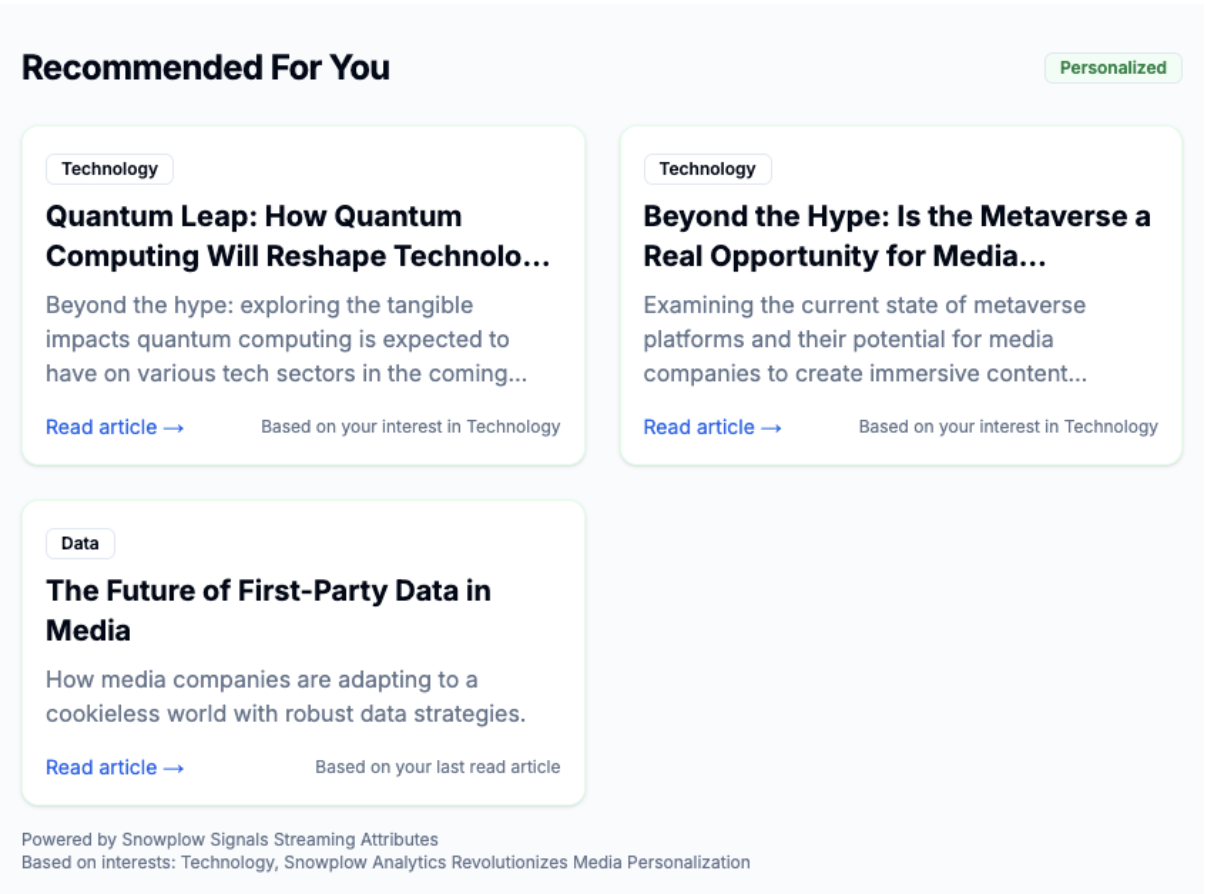 Recommended For You
Personalized
Technology
Quantum Leap: How Quantum
Computing Will Reshape Technolo...
Beyond the hype: exploring the tangible
impacts quantum computing is expected to
have on various tech sectors in the coming...
Read article →
Based on your interest in Technology
Technology
Beyond the Hype: Is the Metaverse a
Real Opportunity for Media...
Examining the current state of metaverse
platforms and their potential for media
companies to create immersive content...
Read article →
Based on your interest in Technology
Data
The Future of First-Party Data in
Media
How media companies are adapting to a
cookieless world with robust data strategies.
Read article →
Based on your last read article
Powered by Snowplow Signals Streaming Attributes
Based on interests: Technology, Snowplow Analytics Revolutionizes Media Personalization